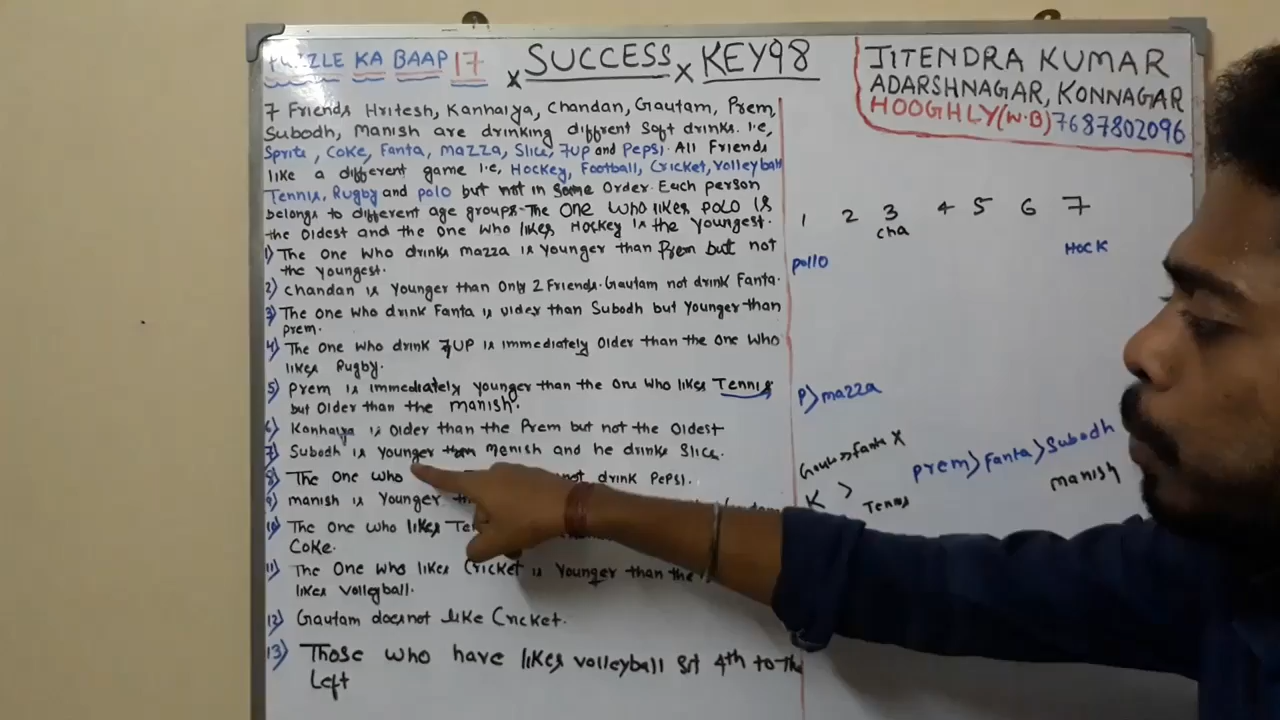 PUZZLE KA BAAP 17
x SUCCESS x KEY98
JITENDRA KUMAR
ADARSHNAGAR, KONNAGAR
HOOGHLY(W.B) 7687802096
7 Friends Hritesh, Kanhaiya, Chandan, Gautam, Prem
Subodh, Manish are drinking diffrent Soft drinks. i.e,
Sprite, Coke, Fanta, Mazza, Slice, 7UP and Pepsi. All Friends
like a different game i.e, Hockey, Football, Cricket, Volleyball
Tennis, Rugby and polo but not in Same Order. Each person
belongs to different age groups. The One who likes POLO is
the Oldest and the One who likes Hockey is the Youngest.
1) The One who drinks mazza is Younger than Prem but not
the youngest.
2) Chandan is Younger than Only 2 Friends. Gautam not drink Fanta.
3) The One who drink Fanta is older than Subodh but Younger than
Prem.
4) The One who drink 7UP is immediately Older than the One who
likes Rugby.
5) Prem is immediately younger than the One who likes Tennis
but Older than the Manish.
6) Kanhaiya is Older than the Prem but not the Oldest
7) Subodh is Younger than Manish and he drinks Slice.
8) The One who not drink Pepsi.
9) manish is Younger
10) The One who likes
Coke.
11) The One who likes Cricket is Younger than the
likes Volleyball.
12) Gautam does not like Cricket.
13) Those who have likes Volleyball sit 4th to the
Left
1 2 3 4 5 6 7
cha
pollo Hock
P > mazza
Fanta X
prem > Fanta > Subodh
manish
K >
Tennis